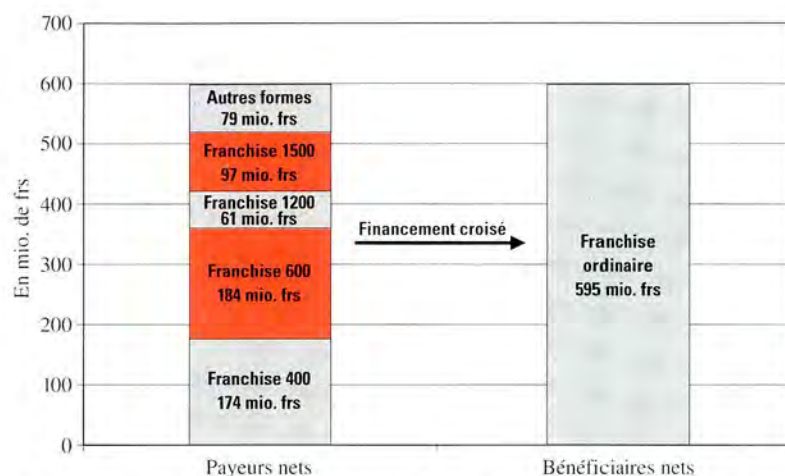 En mio. de frs
700
600
500
400
300
200
100
0
Autres formes
79 mio. frs
Franchise 1500
97 mio. frs
Franchise 1200
61 mio. frs
Franchise 600
184 mio. frs
Franchise 400
174 mio. frs
Financement croisé
Franchise
ordinaire
595 mio. frs
Payeurs nets
Bénéficiaires nets